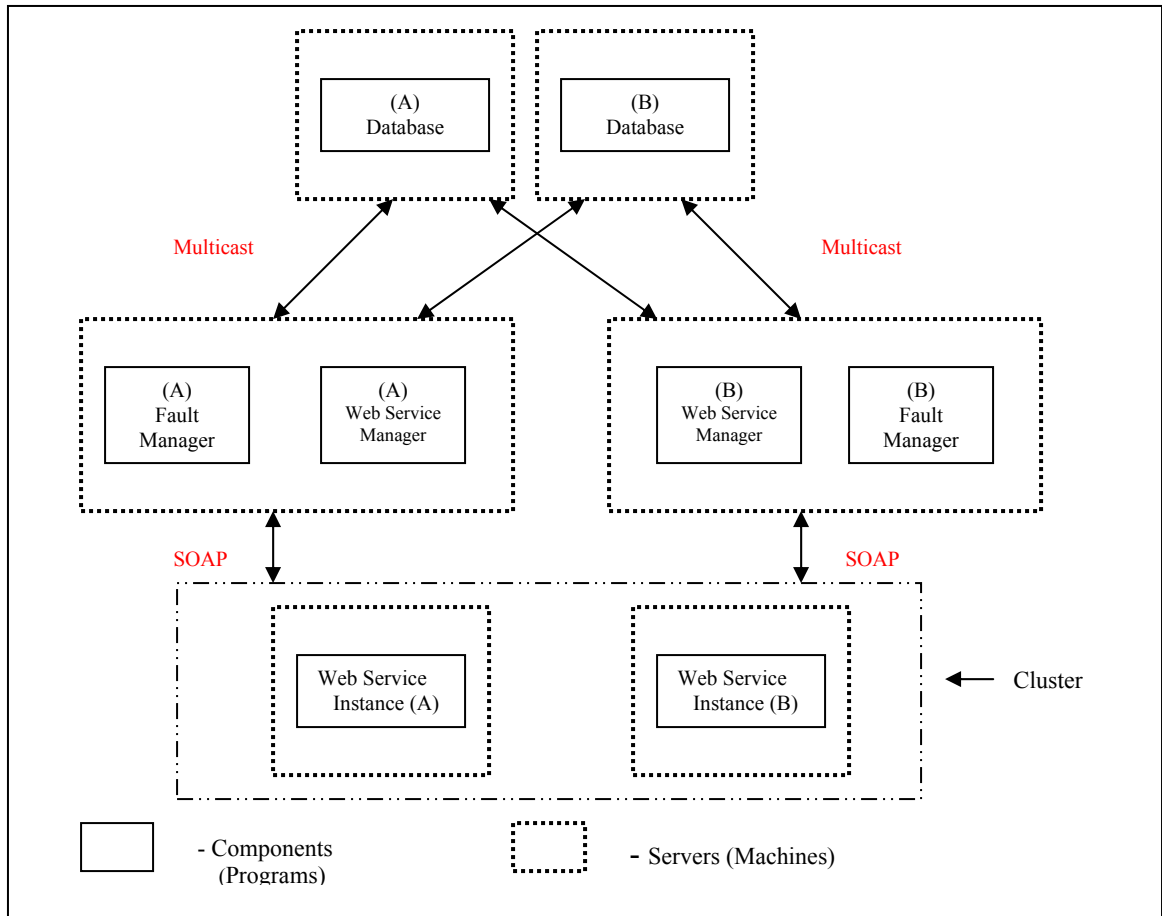 (A)
Database
(B)
Database
Multicast
Multicast
(A)
Fault
Manager
(A)
Web Service
Manager
(B)
Web Service
Manager
(B)
Fault
Manager
SOAP
SOAP
Web Service
Instance (A)
Web Service
Instance (B)
Cluster
- Components
(Programs)
- Servers (Machines)